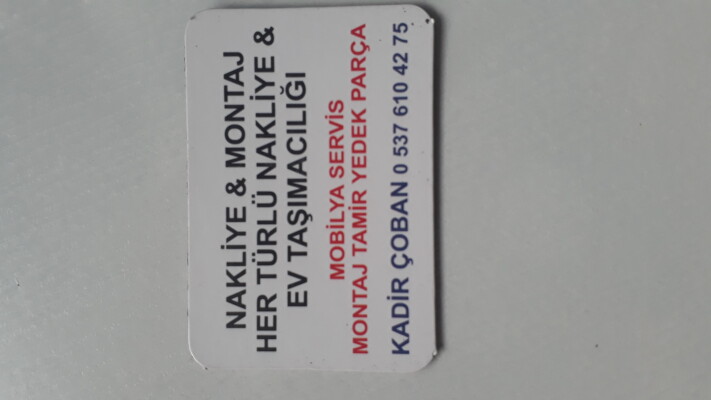 NAKLİYE & MONTAJ
HER TÜRLÜ NAKLİYE &
EV TAŞIMACILIĞI
MOBİLYA SERVİS
MONTAJ TAMİR YEDEK PARÇA
KADİR ÇOBAN 0 537 610 42 75